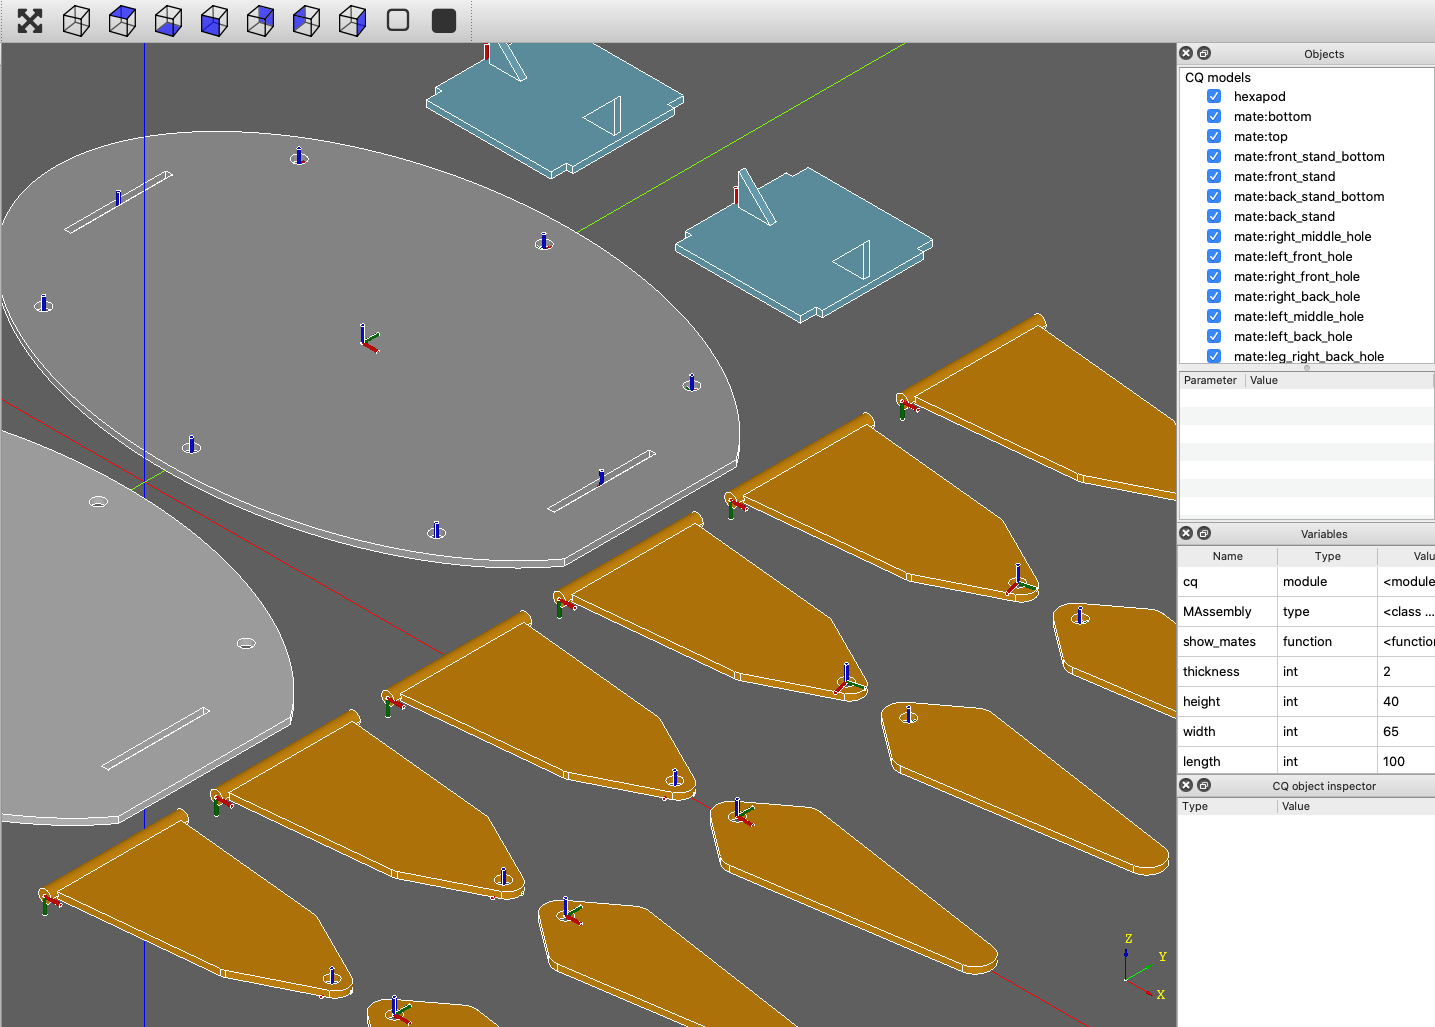 Objects
CQ models
hexapod
mate:bottom
mate:top
mate:front_stand_bottom
mate:front_stand
mate:back_stand_bottom
mate:back_stand
mate:right_middle_hole
mate:left_front_hole
mate:right_front_hole
mate:right_back_hole
mate:left_middle_hole
mate:left_back_hole
mate:leg_right_back_hole
Parameter Value
Variables
Name Type Valu
cq module <module
MAssembly type <class ...
show_mates function <functio
thickness int 2
height int 40
width int 65
length int 100
CQ object inspector
Type Value
Z
Y
X